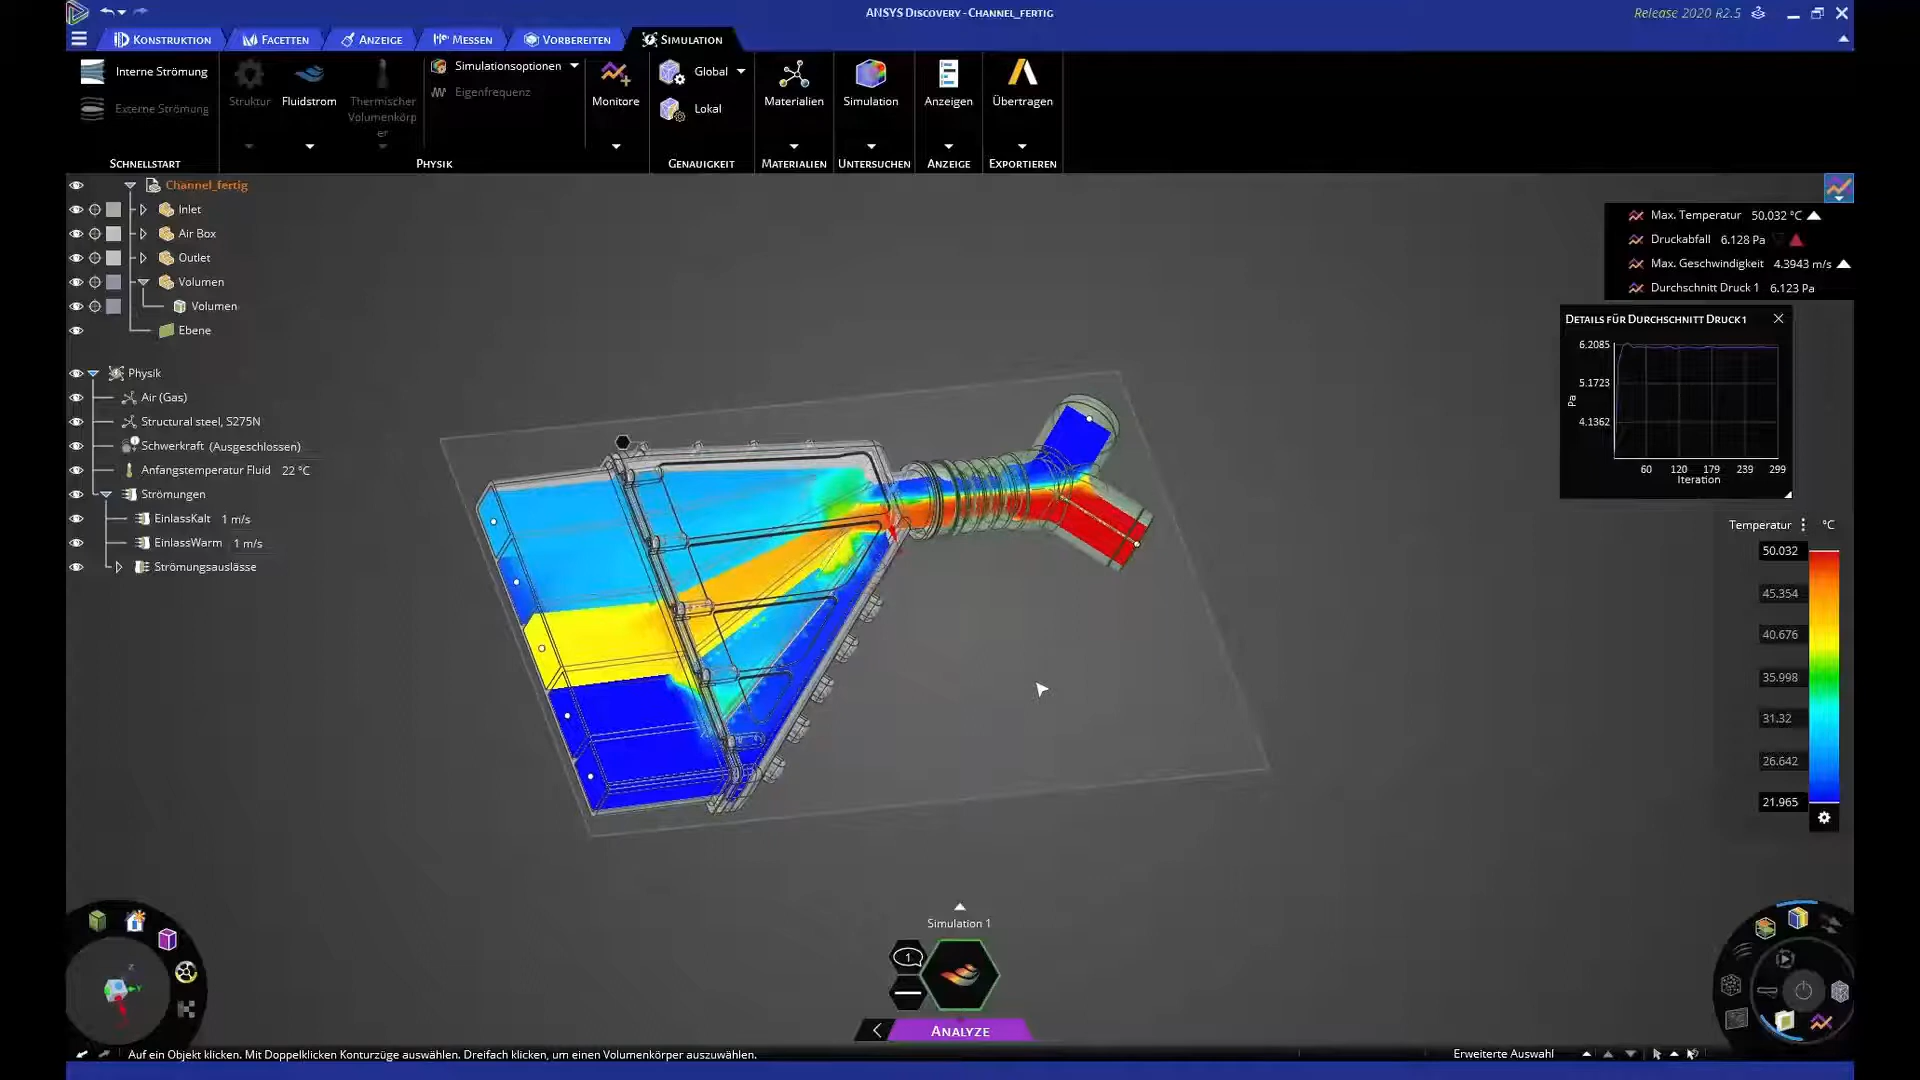 ANSYS Discovery - Channel_fertig
Release 2020 R2.5
Konstruktion
Facetten
Anzeige
Messen
Vorbereiten
Simulation
Interne Strömung
Externe Strömung
Schnellstart
Struktur
Fluidstrom
Thermischer
Volumenkörp
er
Simulationsoptionen
Eigenfrequenz
Physik
Monitore
Global
Lokal
Genauigkeit
Materialien
Materialien
Simulation
Untersuchen
Anzeigen
Anzeige
Übertragen
Exportieren
Channel_fertig
Inlet
Air Box
Outlet
Volumen
Volumen
Ebene
Physik
Air (Gas)
Structural steel, S275N
Schwerkraft (Ausgeschlossen)
Anfangstemperatur Fluid 22 °C
Strömungen
EinlassKalt 1 m/s
EinlassWarm 1 m/s
Strömungsauslässe
Max. Temperatur 50.032 °C
Druckabfall 6.128 Pa
Max. Geschwindigkeit 4.3943 m/s
Durchschnitt Druck 1 6.123 Pa
Details für Durchschnitt Druck 1
6.2085
5.1723
4.1362
Pa
60 120 179 239 299
Iteration
Temperatur °C
50.032
45.354
40.676
35.998
31.32
26.642
21.965
Z
Y
Simulation 1
1
Analyze
Auf ein Objekt klicken. Mit Doppelklicken Konturzüge auswählen. Dreifach klicken, um einen Volumenkörper auszuwählen.
Erweiterte Auswahl